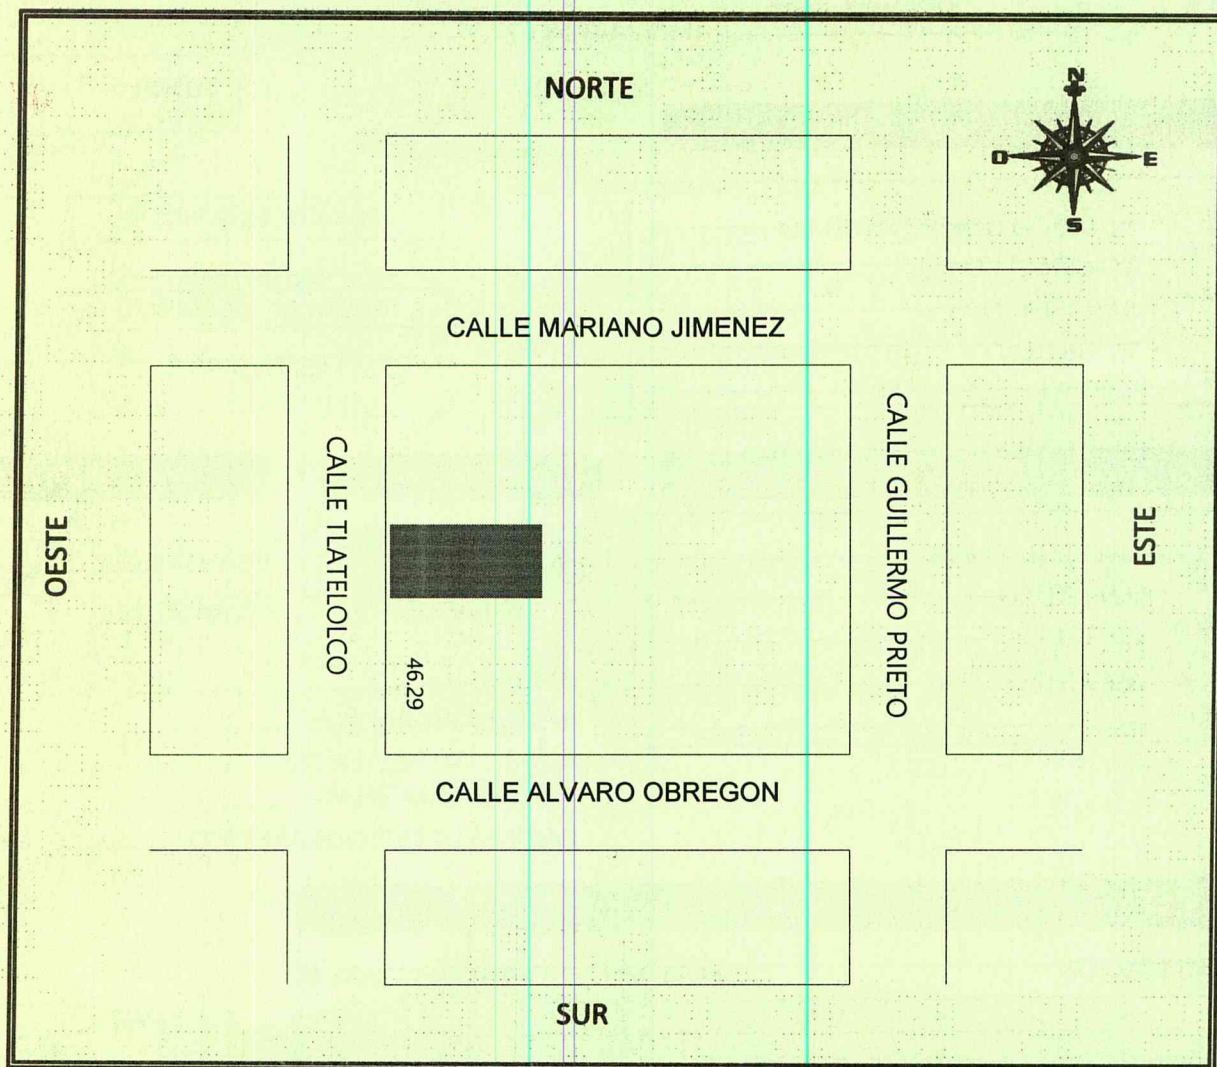 NORTE
N
O
E
S
CALLE MARIANO JIMENEZ
OESTE
CALLE TLATELOLCO
46.29
CALLE GUILLERMO PRIETO
ESTE
CALLE ALVARO OBREGON
SUR